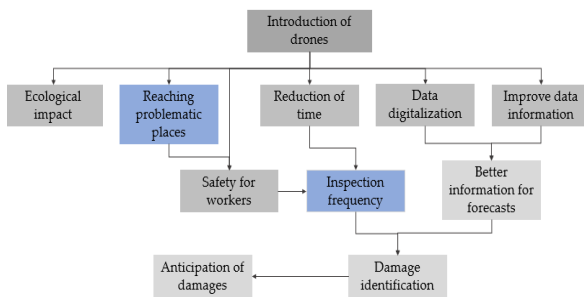 Introduction of
drones
Ecological
impact
Reaching
problematic
places
Reduction of
time
Data
digitalization
Improve data
information
Safety for
workers
Inspection
frequency
Better
information for
forecasts
Anticipation of
damages
Damage
identification